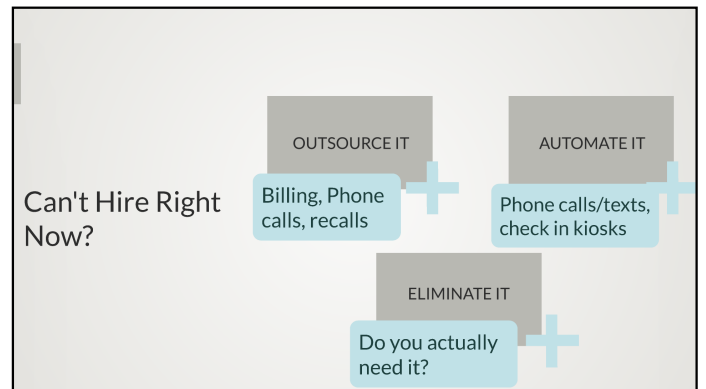 Can't Hire Right
Now?
OUTSOURCE IT
Billing, Phone
calls, recalls
AUTOMATE IT
Phone calls/texts,
check in kiosks
ELIMINATE IT
Do you actually
need it?